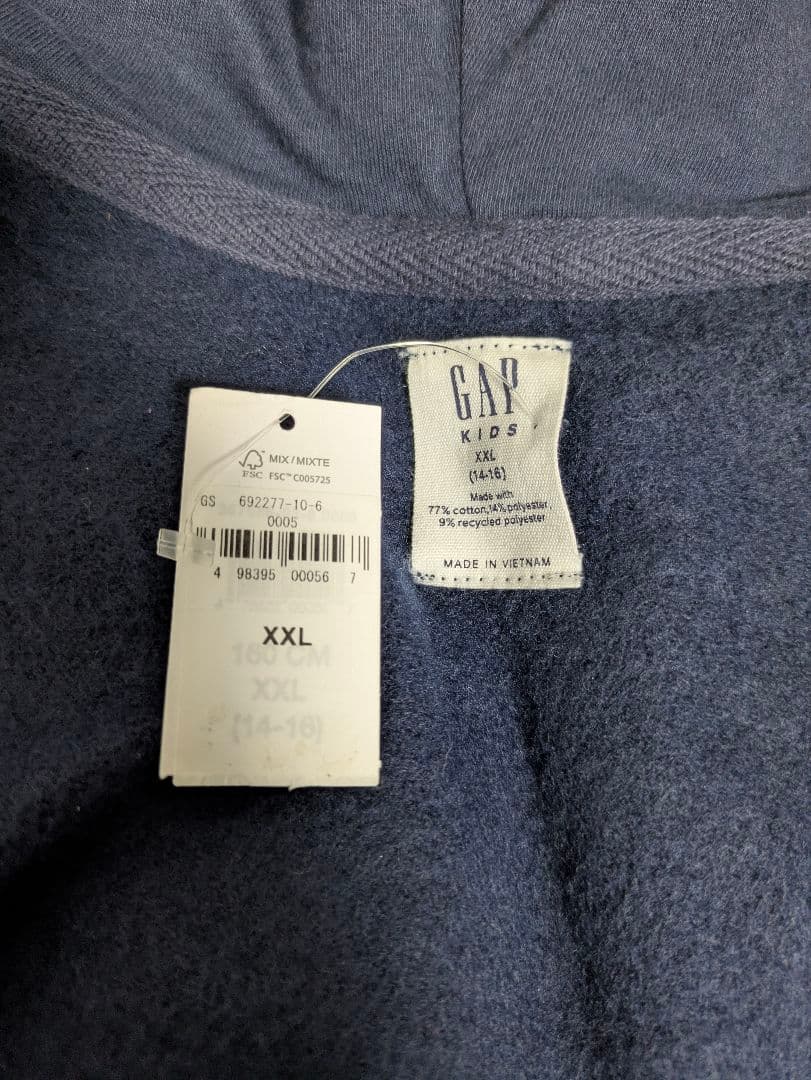 MIX / MIXTE
FSC
FSC™ C005725
GS 692277-10-6
0005
4 98395 00056 7
XXL
160 CM
XXL
(14-16)
GAP
KIDS
XXL
(14-16)
Made with
77% cotton, 14% polyester,
9% recycled polyester
MADE IN VIETNAM